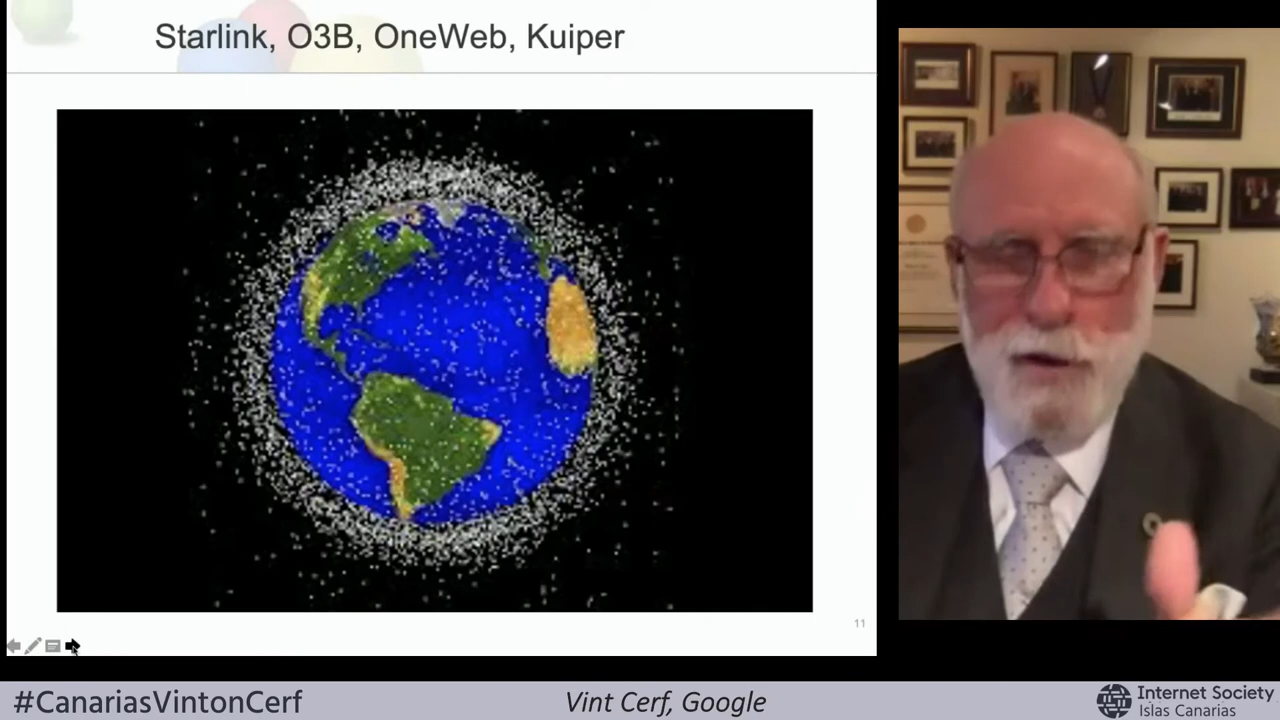 Starlink, O3B, OneWeb, Kuiper
11
#CanariasVintonCerf
Vint Cerf, Google
Internet Society
Islas Canarias